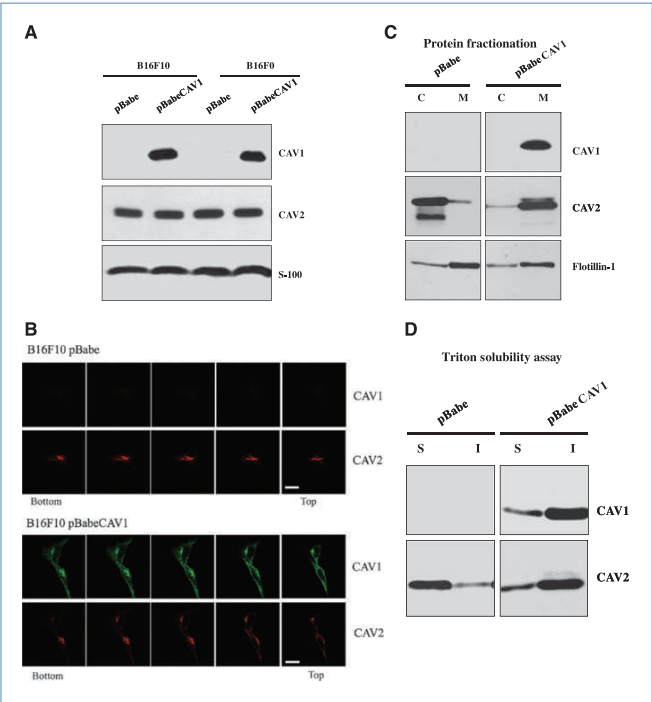 A
B16F10 B16F0
pBabe pBabeCAV1 pBabe pBabeCAV1
CAV1
CAV2
S-100
B
B16F10 pBabe
CAV1
CAV2
Bottom Top
B16F10 pBabeCAV1
CAV1
CAV2
Bottom Top
C
Protein fractionation
pBabe pBabe CAV1
C M C M
CAV1
CAV2
Flotillin-1
D
Triton solubility assay
pBabe pBabe CAV1
S I S I
CAV1
CAV2